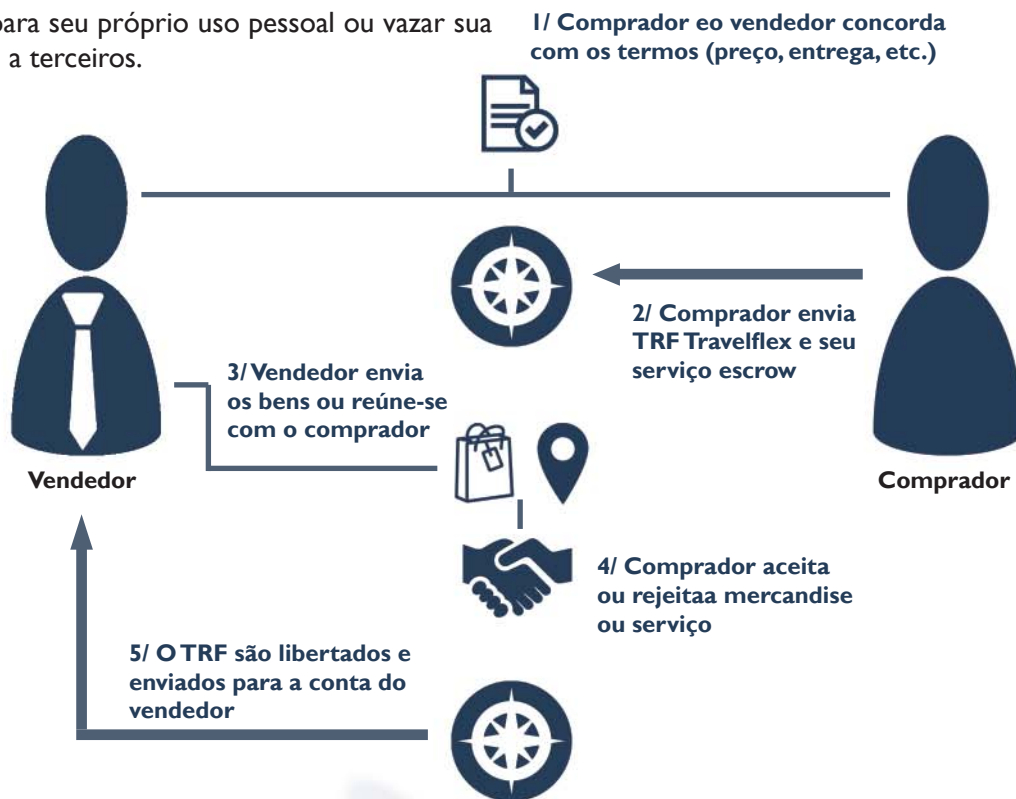 para seu próprio uso pessoal ou vazar sua
a terceiros.
1/ Comprador eo vendedor concorda
com os termos (preço, entrega, etc.)
2/ Comprador envia
TRF Travelflex e seu
serviço escrow
3/ Vendedor envia
os bens ou reúne-se
com o comprador
Vendedor
Comprador
4/ Comprador aceita
ou rejeitaa mercandise
ou serviço
5/ O TRF são libertados e
enviados para a conta do
vendedor